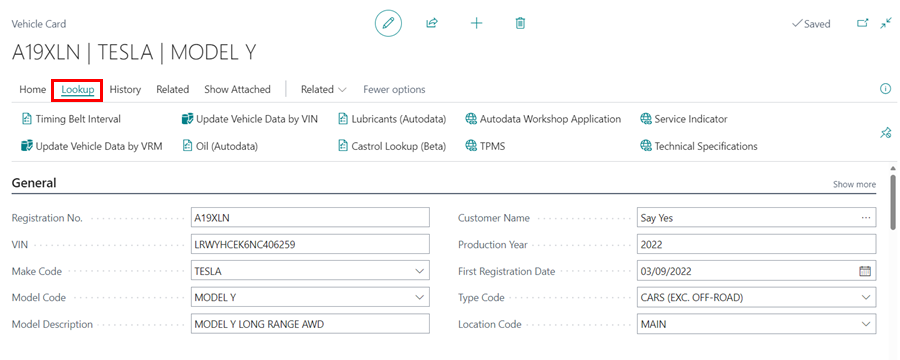 Vehicle Card
Saved
A19XLN | TESLA | MODEL Y
Home Lookup History Related Show Attached Related Fewer options
Timing Belt Interval Update Vehicle Data by VIN Lubricants (Autodata) Autodata Workshop Application Service Indicator
Update Vehicle Data by VRM Oil (Autodata) Castrol Lookup (Beta) TPMS Technical Specifications
General Show more
Registration No. A19XLN Customer Name Say Yes
VIN LRWYHCEK6NC406259 Production Year 2022
Make Code TESLA First Registration Date 03/09/2022
Model Code MODEL Y Type Code CARS (EXC. OFF-ROAD)
Model Description MODEL Y LONG RANGE AWD Location Code MAIN